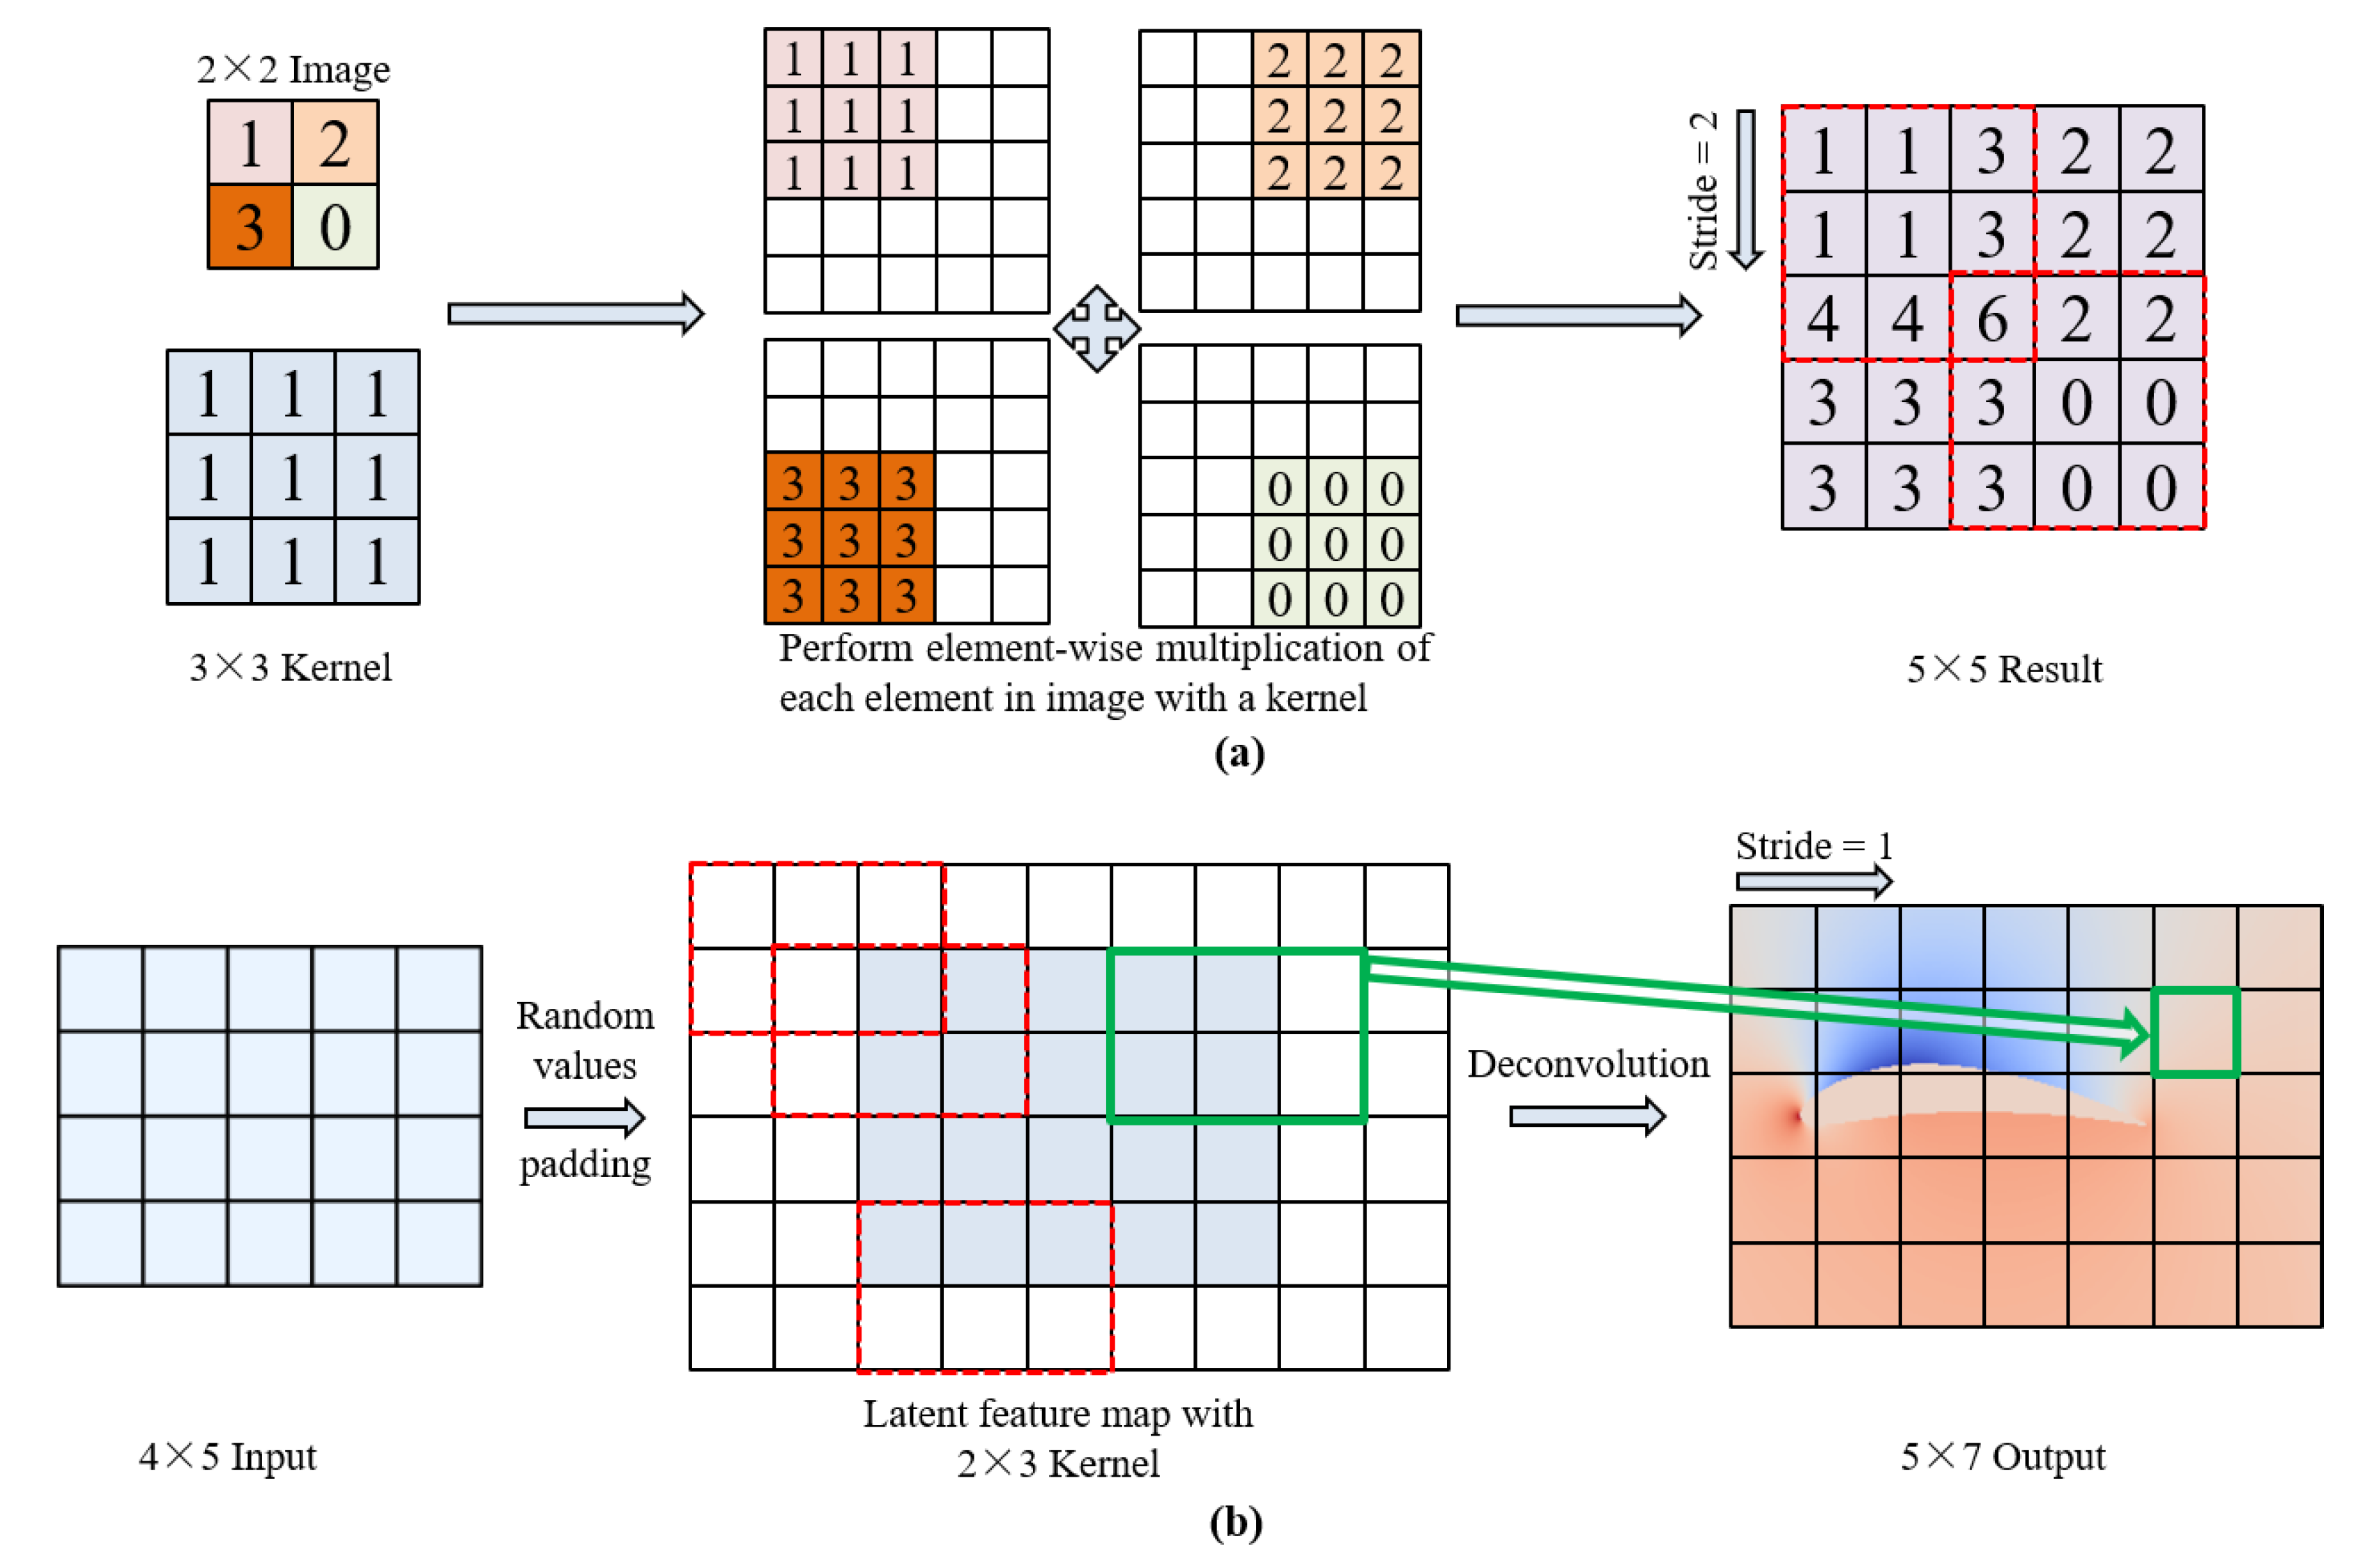 2×2 Image
1 2
3 0
1 1 1
1 1 1
1 1 1
3×3 Kernel
1 1 1
1 1 1
1 1 1
2 2 2
2 2 2
2 2 2
3 3 3
3 3 3
3 3 3
0 0 0
0 0 0
0 0 0
Perform element-wise multiplication of
each element in image with a kernel
Stride = 2
1 1 3 2 2
1 1 3 2 2
4 4 6 2 2
3 3 3 0 0
3 3 3 0 0
5×5 Result
(a)
4×5 Input
Random
values
padding
Latent feature map with
2×3 Kernel
Deconvolution
Stride = 1
5×7 Output
(b)